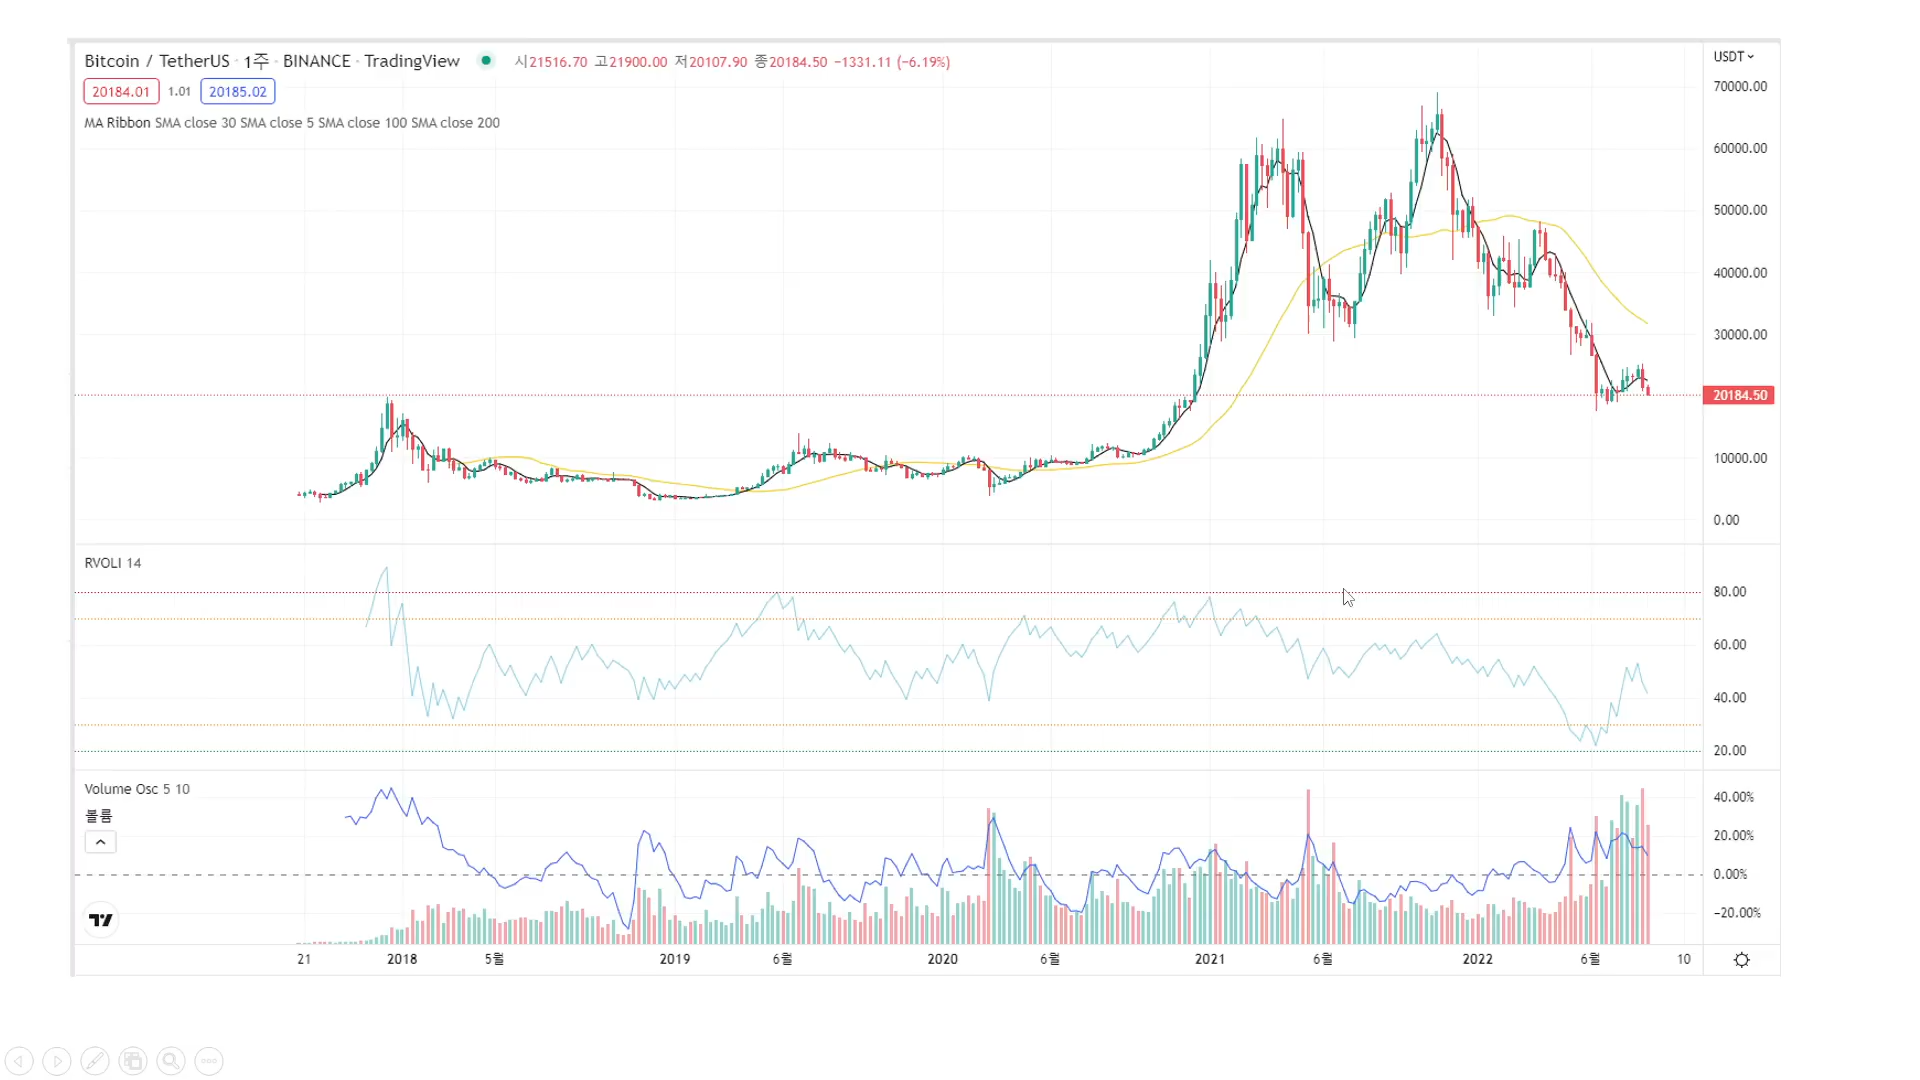 Bitcoin / TetherUS · 1주 · BINANCE · TradingView 시21516.70 고21900.00 저20107.90 종20184.50 −1331.11 (−6.19%)
USDT
20184.01 1.01 20185.02
MA Ribbon SMA close 30 SMA close 5 SMA close 100 SMA close 200
70000.00
60000.00
50000.00
40000.00
30000.00
20184.50
10000.00
0.00
RVOLI 14
80.00
60.00
40.00
20.00
Volume Osc 5 10
볼륨
40.00%
20.00%
0.00%
−20.00%
21 2018 5월 2019 6월 2020 6월 2021 6월 2022 6월 10